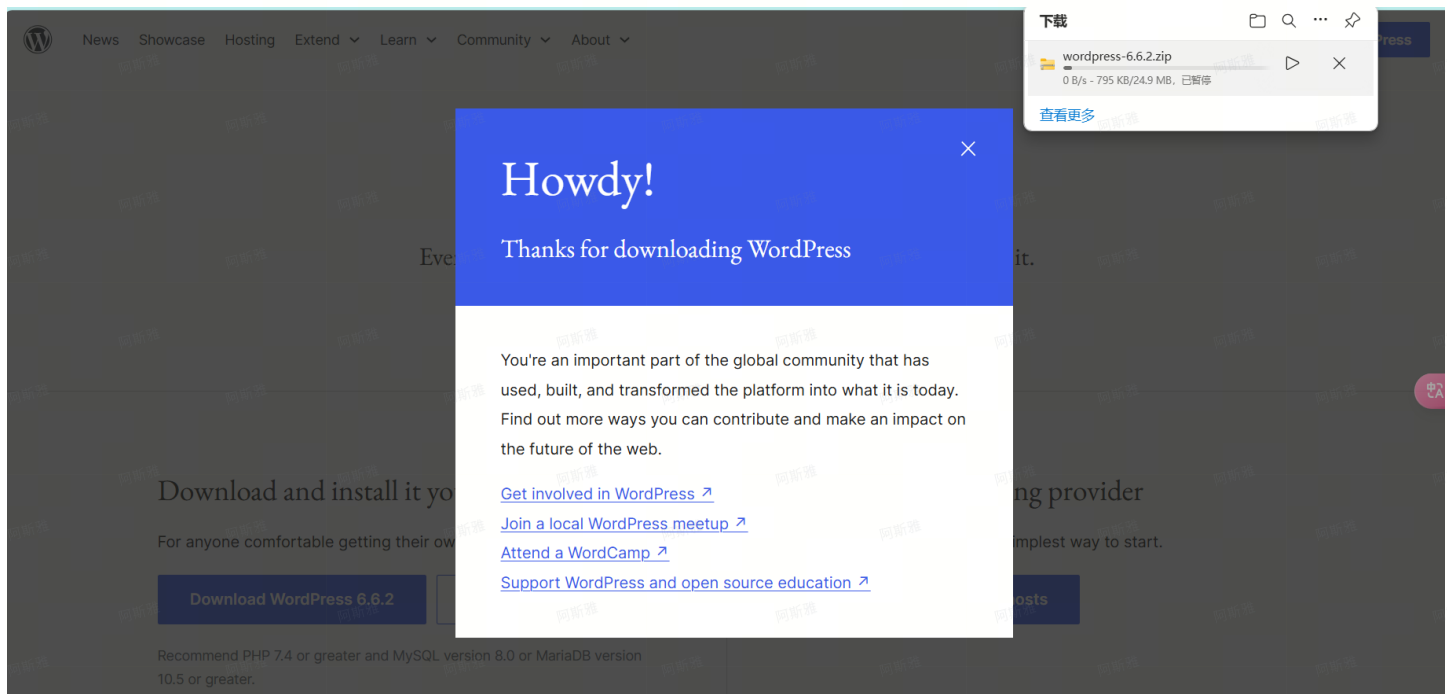 News Showcase Hosting Extend Learn Community About
下载
ress
wordpress-6.6.2.zip
0 B/s - 795 KB/24.9 MB，已暂停
查看更多
Howdy!
Thanks for downloading WordPress
Eve
it.
You're an important part of the global community that has
used, built, and transformed the platform into what it is today.
Find out more ways you can contribute and make an impact on
the future of the web.
Get involved in WordPress ↗
Join a local WordPress meetup ↗
Attend a WordCamp ↗
Support WordPress and open source education ↗
Download and install it yo
For anyone comfortable getting their ow
Download WordPress 6.6.2
Recommend PHP 7.4 or greater and MySQL version 8.0 or MariaDB version
10.5 or greater.
ng provider
implest way to start.
osts
阿斯雅